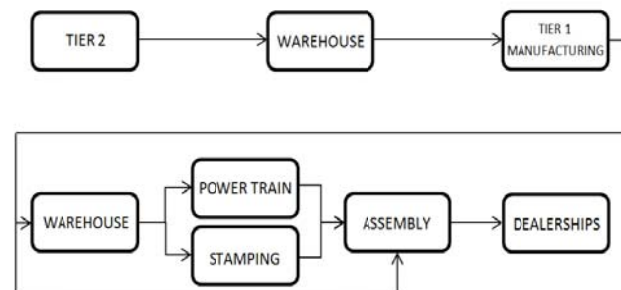 TIER 2
WAREHOUSE
TIER 1
MANUFACTURING
WAREHOUSE
POWER TRAIN
STAMPING
ASSEMBLY
DEALERSHIPS